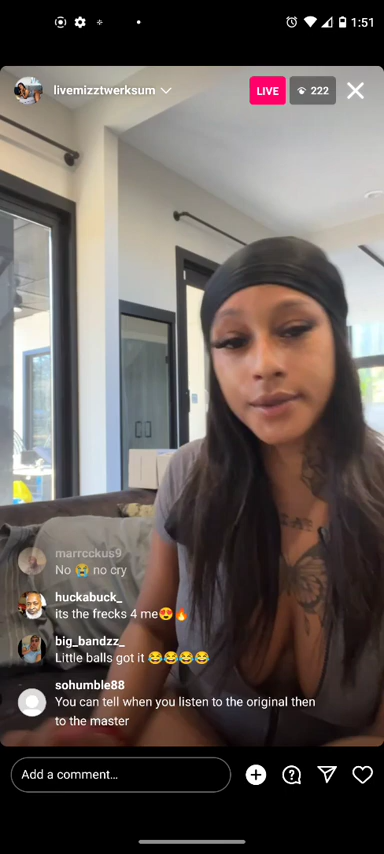 1:51
livemizztwerksum
LIVE
222
marrcckus9
No 😭 no cry
huckabuck_
its the frecks 4 me😍🔥
big_bandzz_
Little balls got it 😂😂😂😂
sohumble88
You can tell when you listen to the original then
to the master
Add a comment...